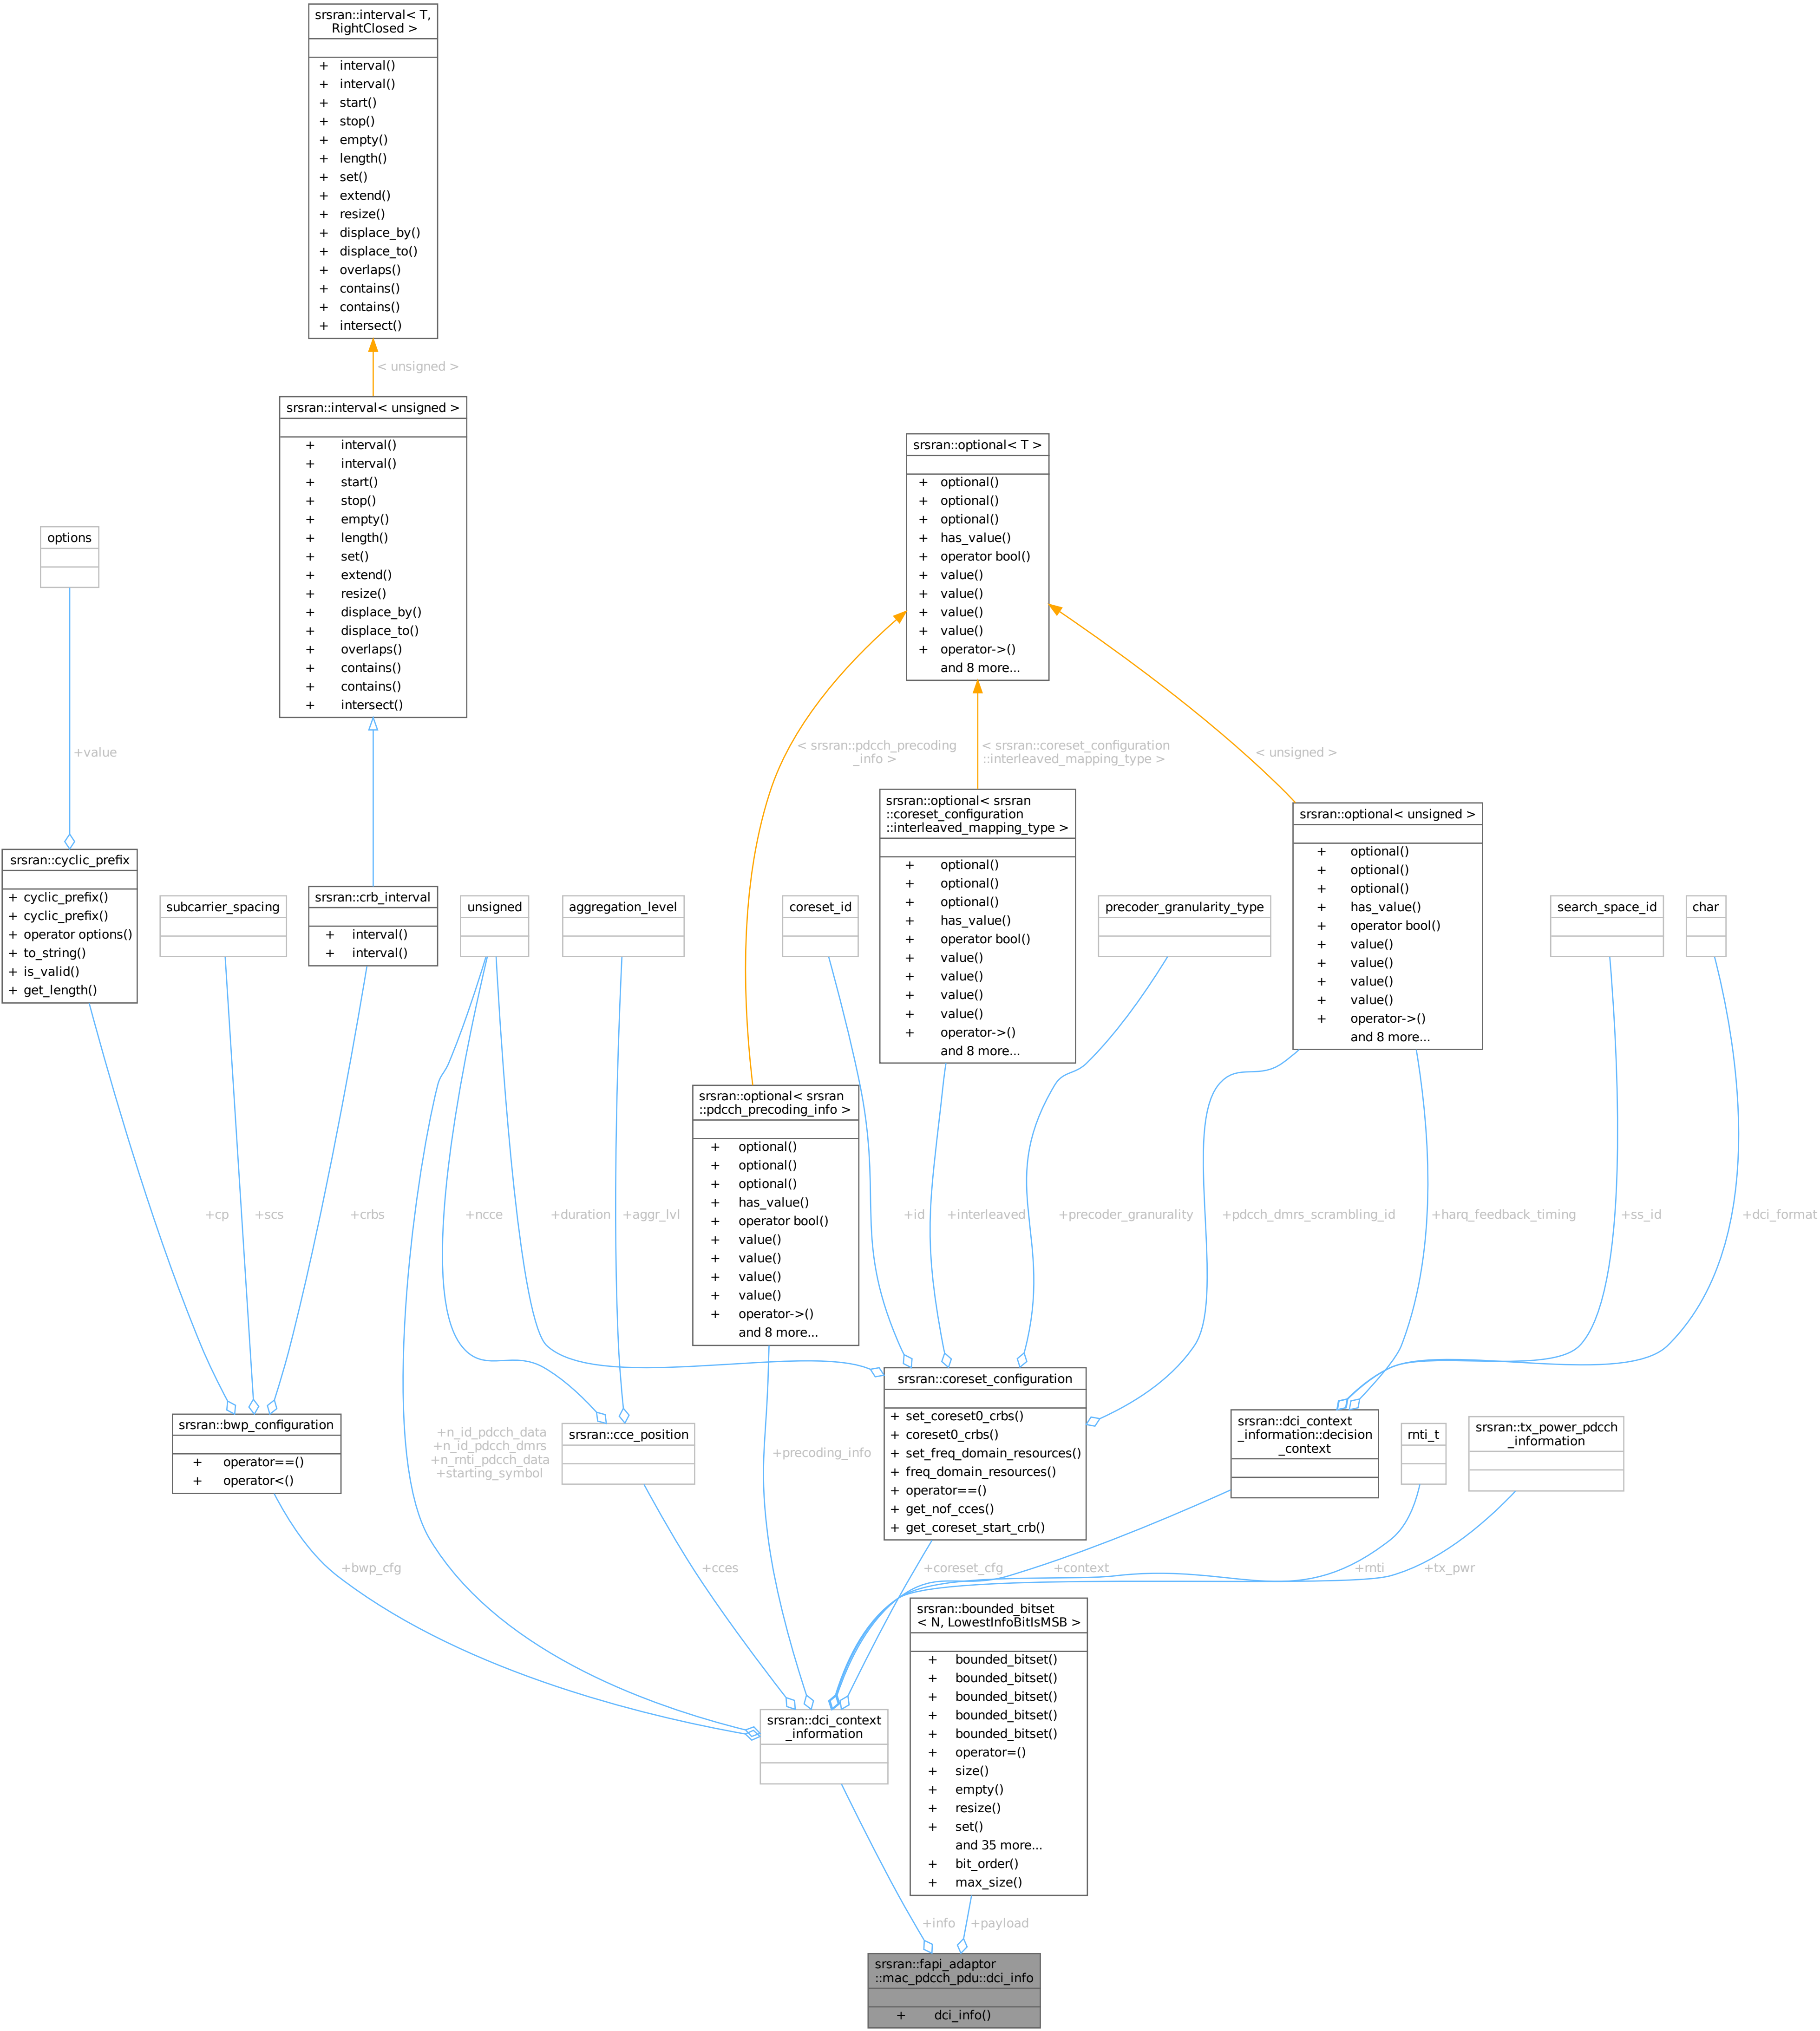 srsran::interval< T,
RightClosed >
+ interval()
+ interval()
+ start()
+ stop()
+ empty()
+ length()
+ set()
+ extend()
+ resize()
+ displace_by()
+ displace_to()
+ overlaps()
+ contains()
+ contains()
+ intersect()
< unsigned >
srsran::interval< unsigned >
+ interval()
+ interval()
+ start()
+ stop()
+ empty()
+ length()
+ set()
+ extend()
+ resize()
+ displace_by()
+ displace_to()
+ overlaps()
+ contains()
+ contains()
+ intersect()
srsran::optional< T >
+ optional()
+ optional()
+ optional()
+ has_value()
+ operator bool()
+ value()
+ value()
+ value()
+ value()
+ operator->()
and 8 more...
options
+value
< srsran::pdcch_precoding
_info >
< srsran::coreset_configuration
::interleaved_mapping_type >
< unsigned >
srsran::cyclic_prefix
+ cyclic_prefix()
+ cyclic_prefix()
+ operator options()
+ to_string()
+ is_valid()
+ get_length()
subcarrier_spacing
srsran::crb_interval
+ interval()
+ interval()
unsigned
aggregation_level
coreset_id
srsran::optional< srsran
::coreset_configuration
::interleaved_mapping_type >
+ optional()
+ optional()
+ optional()
+ has_value()
+ operator bool()
+ value()
+ value()
+ value()
+ value()
+ operator->()
and 8 more...
precoder_granularity_type
srsran::optional< unsigned >
+ optional()
+ optional()
+ optional()
+ has_value()
+ operator bool()
+ value()
+ value()
+ value()
+ value()
+ operator->()
and 8 more...
search_space_id
char
srsran::optional< srsran
::pdcch_precoding_info >
+ optional()
+ optional()
+ optional()
+ has_value()
+ operator bool()
+ value()
+ value()
+ value()
+ value()
+ operator->()
and 8 more...
+cp
+scs
+crbs
+ncce
+duration
+aggr_lvl
+id
+interleaved
+precoder_granurality
+pdcch_dmrs_scrambling_id
+harq_feedback_timing
+ss_id
+dci_format
srsran::bwp_configuration
+ operator==()
+ operator<()
+n_id_pdcch_data
+n_id_pdcch_dmrs
+n_rnti_pdcch_data
+starting_symbol
srsran::cce_position
+precoding_info
srsran::coreset_configuration
+ set_coreset0_crbs()
+ coreset0_crbs()
+ set_freq_domain_resources()
+ freq_domain_resources()
+ operator==()
+ get_nof_cces()
+ get_coreset_start_crb()
srsran::dci_context
_information::decision
_context
rnti_t
srsran::tx_power_pdcch
_information
+bwp_cfg
+cces
+coreset_cfg
+context
+rnti
+tx_pwr
srsran::dci_context
_information
srsran::bounded_bitset
< N, LowestInfoBitIsMSB >
+ bounded_bitset()
+ bounded_bitset()
+ bounded_bitset()
+ bounded_bitset()
+ bounded_bitset()
+ operator=()
+ size()
+ empty()
+ resize()
+ set()
and 35 more...
+ bit_order()
+ max_size()
+info
+payload
srsran::fapi_adaptor
::mac_pdcch_pdu::dci_info
+ dci_info()